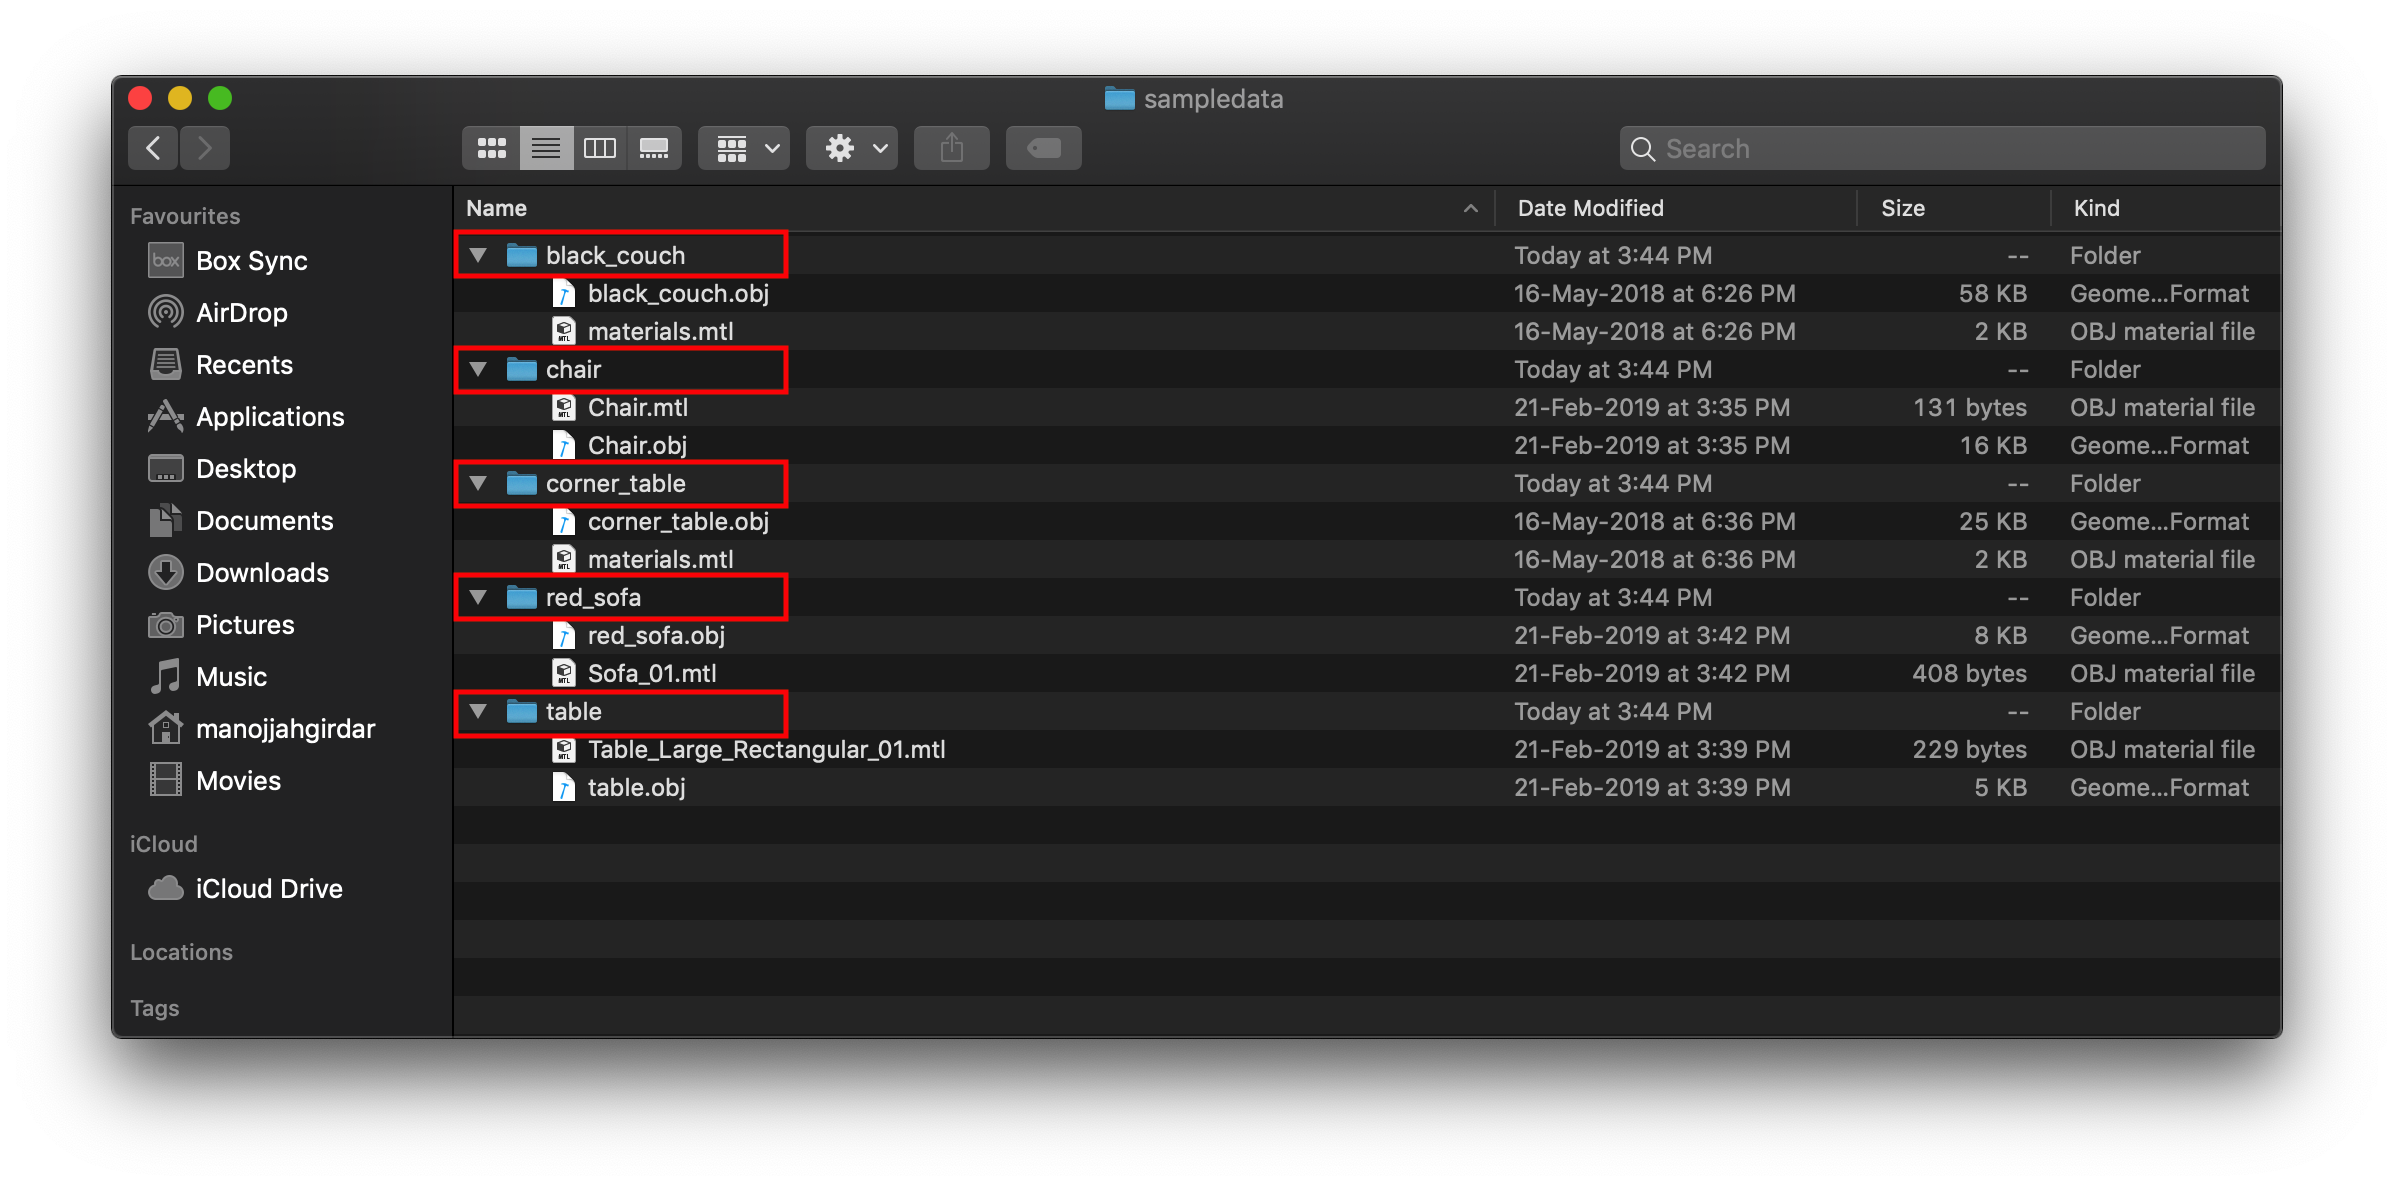 sampledata
Search
Favourites
box Box Sync
AirDrop
Recents
Applications
Desktop
Documents
Downloads
Pictures
Music
manojjahgirdar
Movies
iCloud
iCloud Drive
Locations
Tags
Name Date Modified Size Kind
black_couch Today at 3:44 PM -- Folder
black_couch.obj 16-May-2018 at 6:26 PM 58 KB Geome...Format
MTL materials.mtl 16-May-2018 at 6:26 PM 2 KB OBJ material file
chair Today at 3:44 PM -- Folder
MTL Chair.mtl 21-Feb-2019 at 3:35 PM 131 bytes OBJ material file
Chair.obj 21-Feb-2019 at 3:35 PM 16 KB Geome...Format
corner_table Today at 3:44 PM -- Folder
corner_table.obj 16-May-2018 at 6:36 PM 25 KB Geome...Format
MTL materials.mtl 16-May-2018 at 6:36 PM 2 KB OBJ material file
red_sofa Today at 3:44 PM -- Folder
red_sofa.obj 21-Feb-2019 at 3:42 PM 8 KB Geome...Format
MTL Sofa_01.mtl 21-Feb-2019 at 3:42 PM 408 bytes OBJ material file
table Today at 3:44 PM -- Folder
MTL Table_Large_Rectangular_01.mtl 21-Feb-2019 at 3:39 PM 229 bytes OBJ material file
table.obj 21-Feb-2019 at 3:39 PM 5 KB Geome...Format